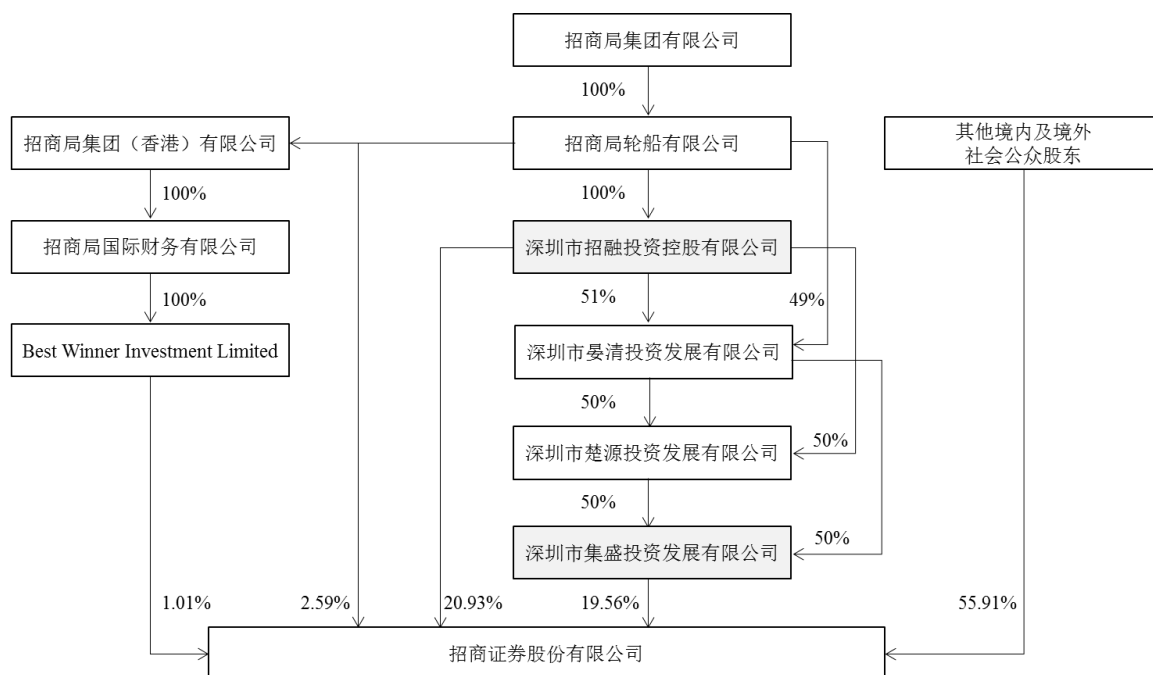 招商局集团有限公司
100%
招商局集团（香港）有限公司
招商局轮船有限公司
其他境内及境外
社会公众股东
100%
100%
招商局国际财务有限公司
深圳市招融投资控股有限公司
100%
51%
49%
Best Winner Investment Limited
深圳市晏清投资发展有限公司
50%
深圳市楚源投资发展有限公司
50%
50%
深圳市集盛投资发展有限公司
50%
1.01%
2.59%
20.93%
19.56%
55.91%
招商证券股份有限公司